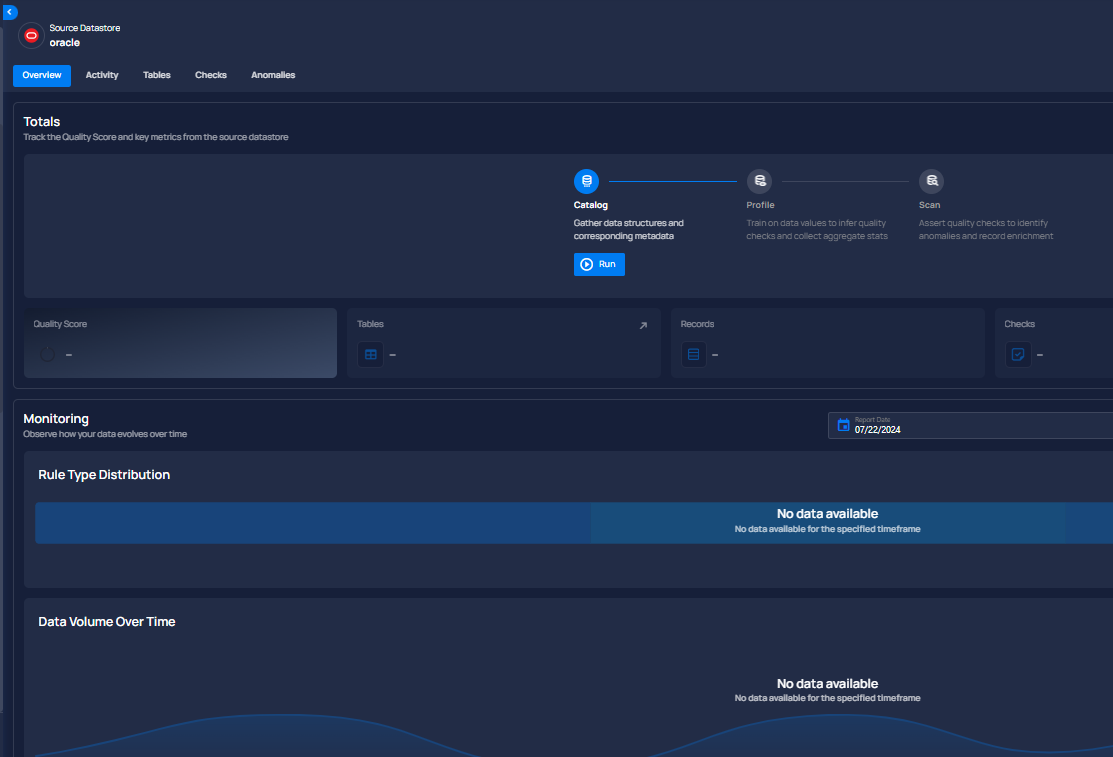 Source Datastore
oracle
Overview Activity Tables Checks Anomalies
Totals
Track the Quality Score and key metrics from the source datastore
Catalog Profile Scan
Gather data structures and Train on data values to infer quality Assert quality checks to identify
corresponding metadata checks and collect aggregate stats anomalies and record enrichment
Run
Quality Score Tables Records Checks
– – – –
Monitoring
Observe how your data evolves over time
Report Date
07/22/2024
Rule Type Distribution
No data available
No data available for the specified timeframe
Data Volume Over Time
No data available
No data available for the specified timeframe